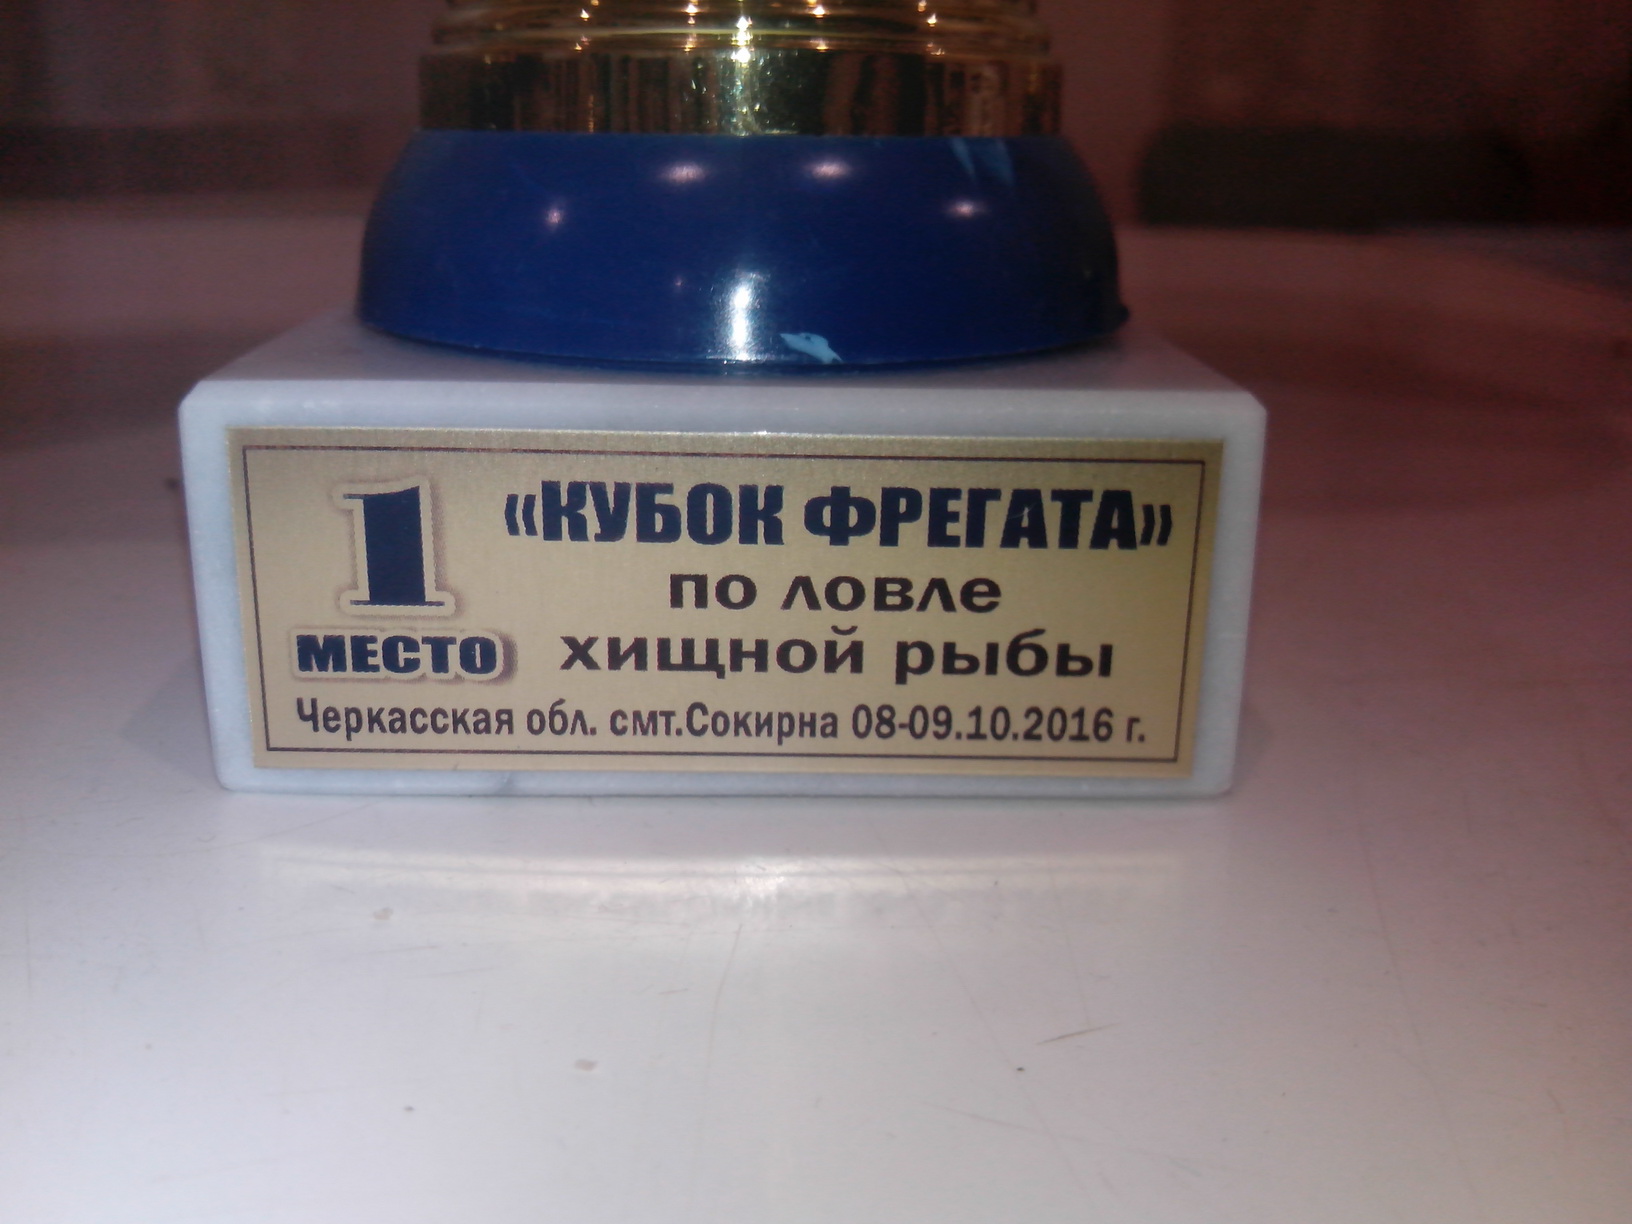 1
МЕСТО
«КУБОК ФРЕГАТА»
по ловле
хищной рыбы
Черкасская обл. смт.Сокирна 08-09.10.2016 г.